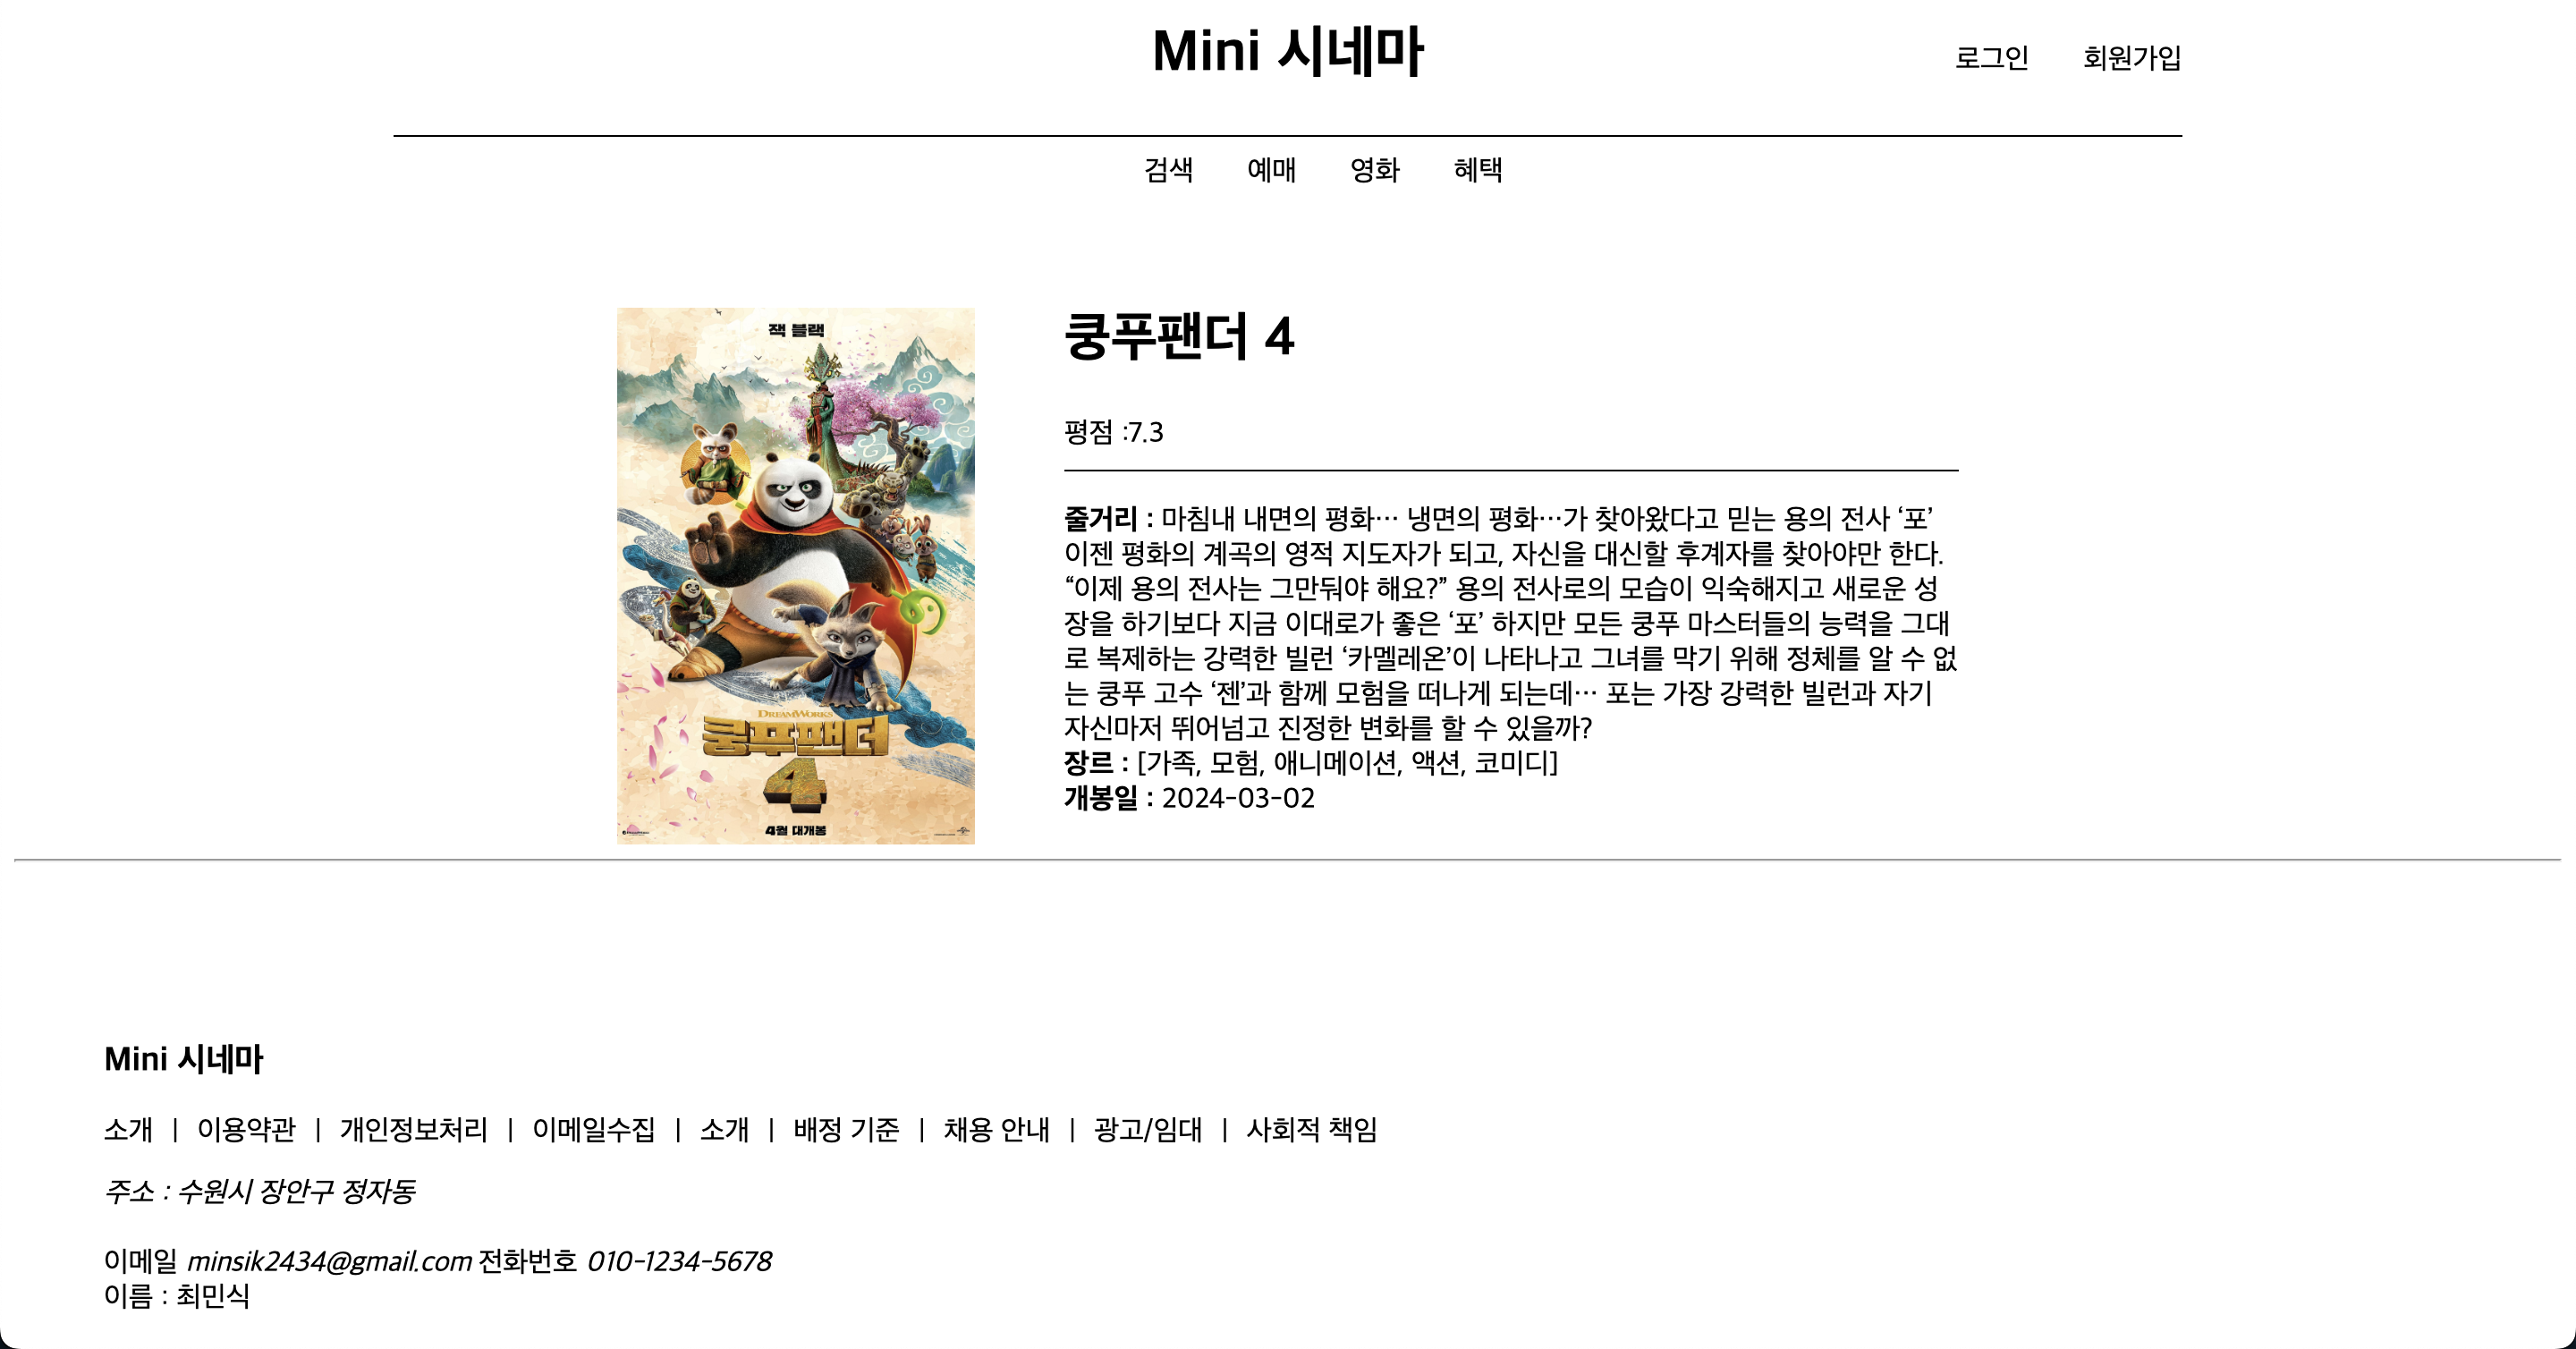 Mini 시네마
로그인 회원가입
검색 예매 영화 혜택
잭 블랙
DREAMWORKS
쿵푸팬더
4
4월 대개봉
쿵푸팬더 4
평점 :7.3
줄거리 : 마침내 내면의 평화… 냉면의 평화…가 찾아왔다고 믿는 용의 전사 ‘포’
이젠 평화의 계곡의 영적 지도자가 되고, 자신을 대신할 후계자를 찾아야만 한다.
“이제 용의 전사는 그만둬야 해요?” 용의 전사로의 모습이 익숙해지고 새로운 성
장을 하기보다 지금 이대로가 좋은 ‘포’ 하지만 모든 쿵푸 마스터들의 능력을 그대
로 복제하는 강력한 빌런 ‘카멜레온’이 나타나고 그녀를 막기 위해 정체를 알 수 없
는 쿵푸 고수 ‘젠’과 함께 모험을 떠나게 되는데… 포는 가장 강력한 빌런과 자기
자신마저 뛰어넘고 진정한 변화를 할 수 있을까?
장르 : [가족, 모험, 애니메이션, 액션, 코미디]
개봉일 : 2024-03-02
Mini 시네마
소개 | 이용약관 | 개인정보처리 | 이메일수집 | 소개 | 배정 기준 | 채용 안내 | 광고/임대 | 사회적 책임
주소 : 수원시 장안구 정자동
이메일 minsik2434@gmail.com 전화번호 010-1234-5678
이름 : 최민식